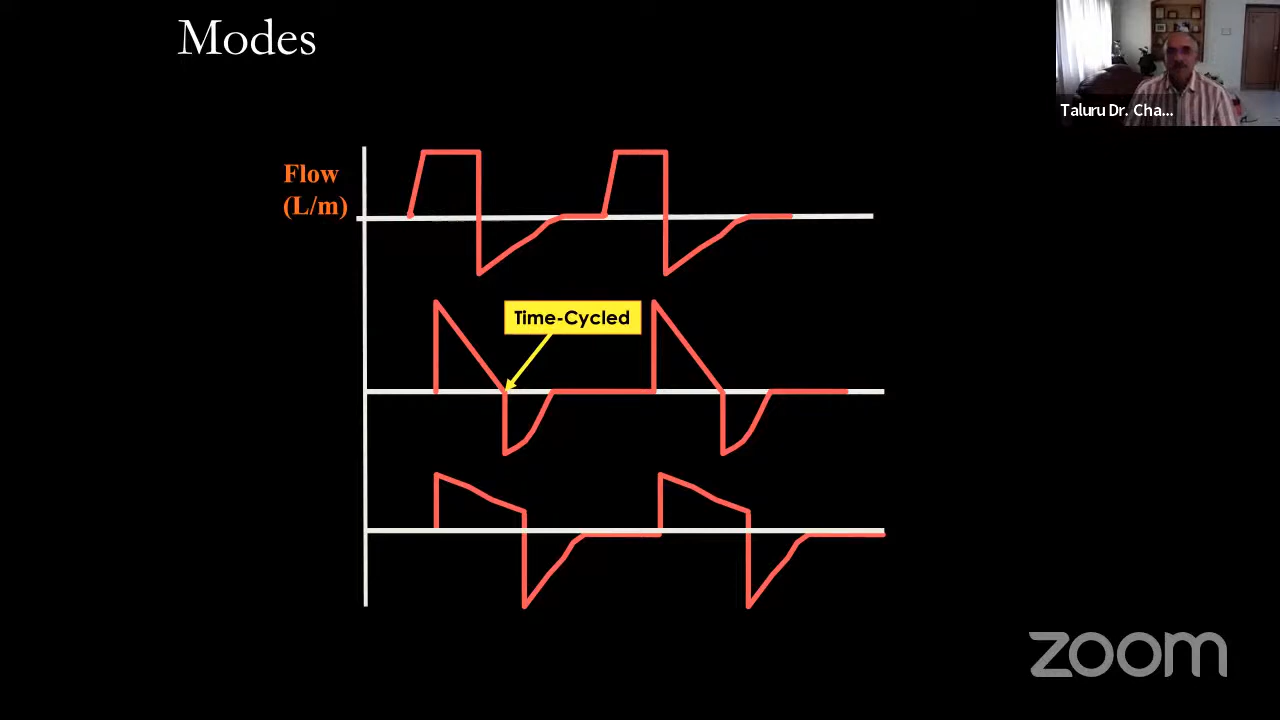 Modes
Taluru Dr. Cha...
Flow
(L/m)
Time-Cycled
zoom